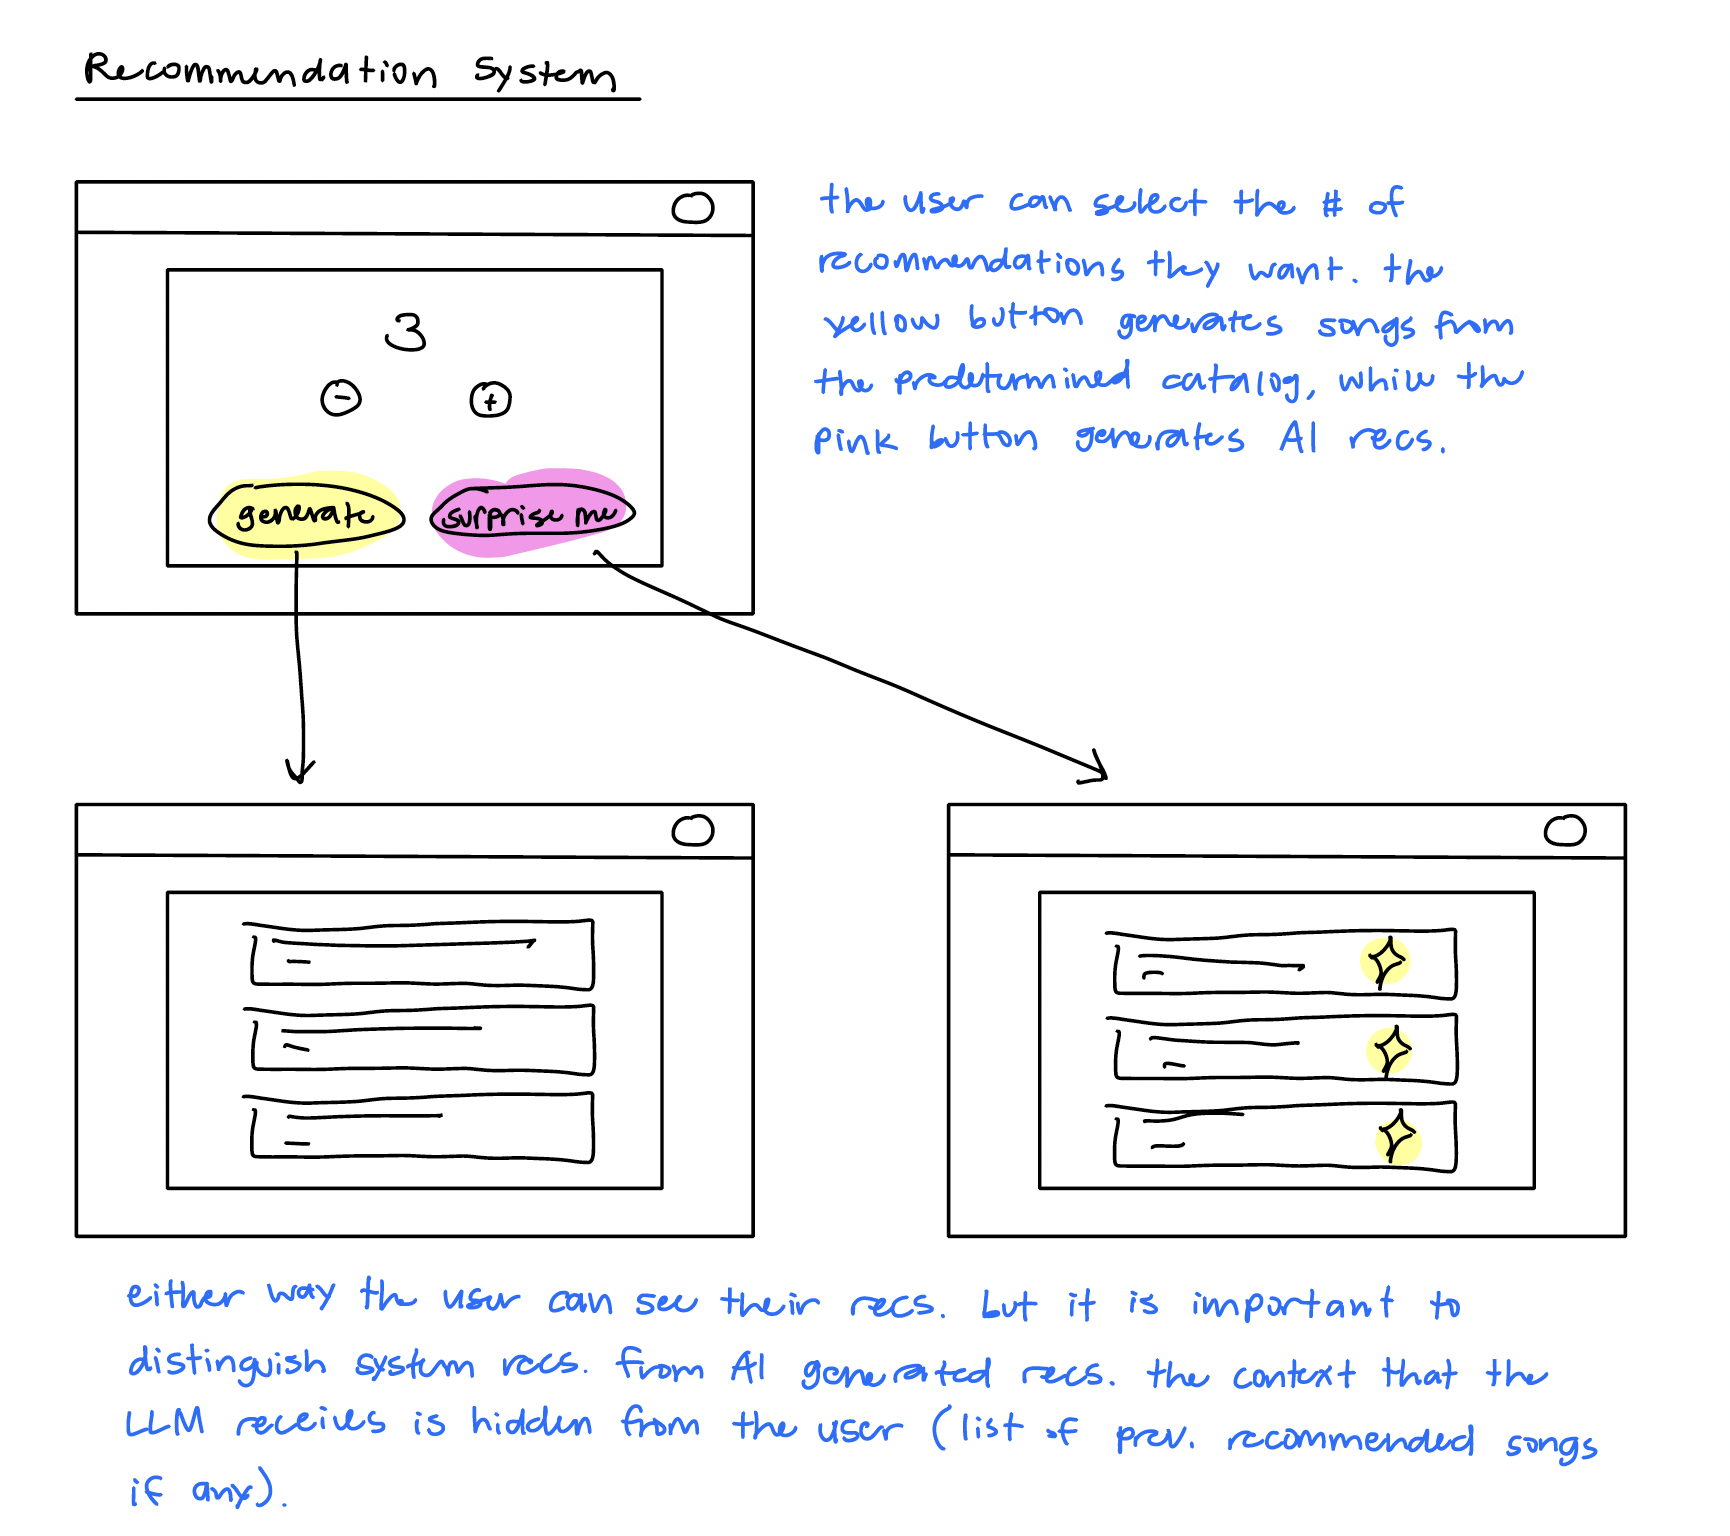 Recommendation System
the user can select the # of
recommendations they want. the
3
yellow button generates songs from
- +
the predetermined catalog, while the
pink button generates AI recs.
generate surprise me
either way the user can see their recs. but it is important to
distinguish system recs. from AI generated recs. the context that the
LLM receives is hidden from the user (list of prev. recommended songs
if any).